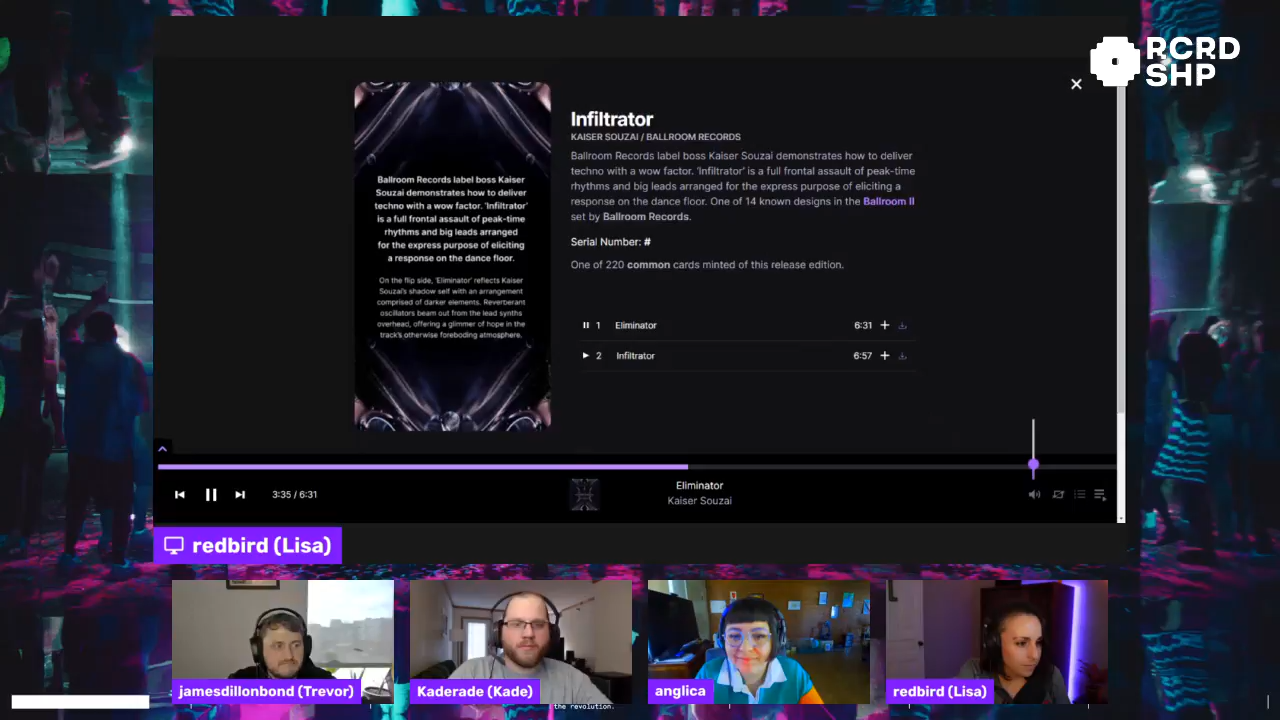 RCRD
SHP
Infiltrator
KAISER SOUZAI / BALLROOM RECORDS
Ballroom Records label boss Kaiser Souzai demonstrates how to deliver
techno with a wow factor. 'Infiltrator' is a full frontal assault of peak-time
rhythms and big leads arranged for the express purpose of eliciting a
response on the dance floor. One of 14 known designs in the Ballroom II
set by Ballroom Records.
Serial Number: #
One of 220 common cards minted of this release edition.
Ballroom Records label boss Kaiser
Souzai demonstrates how to deliver
techno with a wow factor. 'Infiltrator'
is a full frontal assault of peak-time
rhythms and big leads arranged
for the express purpose of eliciting
a response on the dance floor.
On the flip side, 'Eliminator' reflects Kaiser
Souzai's shadow self with an arrangement
comprised of darker elements. Reverberant
oscillators beam out from the lead synths
overhead, offering a glimmer of hope in the
track's otherwise foreboding atmosphere.
1 Eliminator 6:31
2 Infiltrator 6:57
3:35 / 6:31
Eliminator
Kaiser Souzai
redbird (Lisa)
jamesdillonbond (Trevor)
Kaderade (Kade)
anglica
redbird (Lisa)
the revolution.